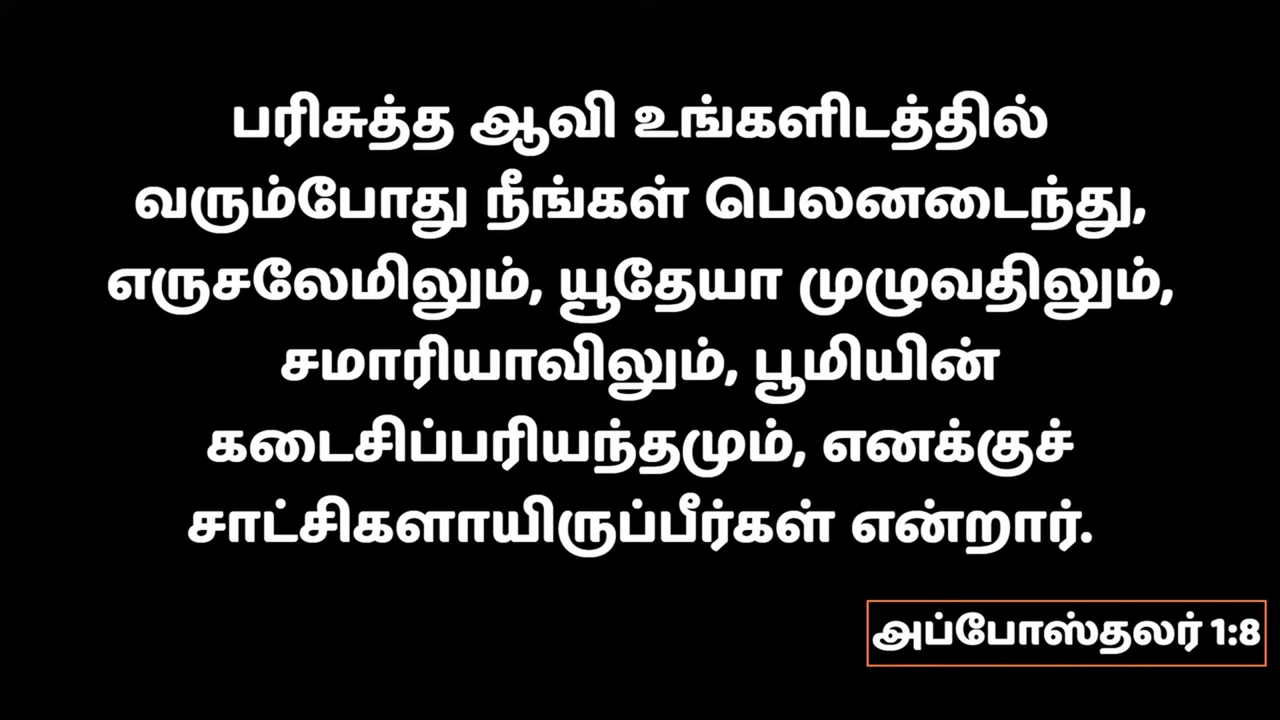 பரிசுத்த ஆவி உங்களிடத்தில்
வரும்போது நீங்கள் பெலனடைந்து,
எருசலேமிலும், யூதேயா முழுவதிலும்,
சமாரியாவிலும், பூமியின்
கடைசிப்பரியந்தமும், எனக்குச்
சாட்சிகளாயிருப்பீர்கள் என்றார்.
அப்போஸ்தலர் 1:8